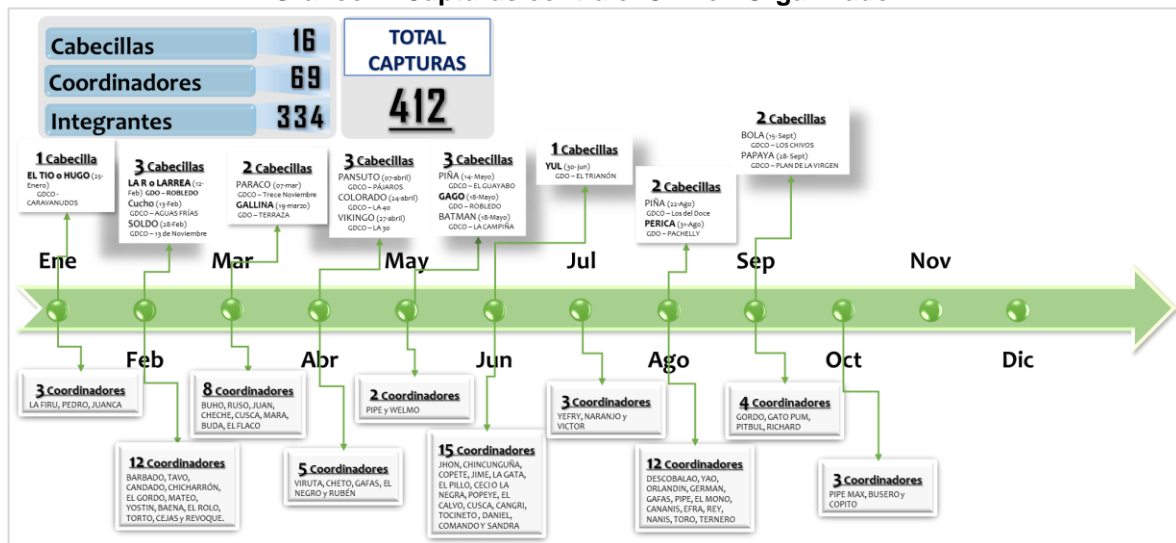 Cabecillas 16
Coordinadores 69
Integrantes 334
TOTAL
CAPTURAS
412
1 Cabecilla
EL TIO o HUGO (25-
Enero)
GDCO -
CARAVANUDOS
3 Cabecillas
LA R o LARREA (12-
Feb) GDO - ROBLEDO
Cucho (13-Feb)
GDCO – AGUAS FRÍAS
SOLDO (28-Feb)
GDCO – 13 de Noviembre
2 Cabecillas
PARACO (07-mar)
GDCO – Trece Noviembre
GALLINA (19-marzo)
GDO – TERRAZA
3 Cabecillas
PANSUTO (07-abril)
GDCO – PÁJAROS
COLORADO (24-abril)
GDCO – LA 40
VIKINGO (27-abril)
GDCO – LA 30
3 Cabecillas
PIÑA (14-Mayo)
GDCO – EL GUAYABO
GAGO (18-Mayo)
GDO – ROBLEDO
BATMAN (18-Mayo)
GDCO – LA CAMPIÑA
1 Cabecillas
YUL (30-jun)
GDO – EL TRIANÓN
2 Cabecillas
PIÑA (22-Ago)
GDCO – Los del Doce
PERICA (31-Ago)
GDO – PACHELLY
2 Cabecillas
BOLA (15-Sept)
GDCO – LOS CHIVOS
PAPAYA (28-Sept)
GDCO – PLAN DE LA VIRGEN
Ene Mar May Jul Sep Nov
Feb Abr Jun Ago Oct Dic
3 Coordinadores
LA FIRU, PEDRO, JUANCA
12 Coordinadores
BARBADO, TAVO,
CANDADO, CHICHARRÓN,
EL GORDO, MATEO,
YOSTIN, BAENA, EL ROLO,
TORTO, CEJAS y REVOQUE.
8 Coordinadores
BUHO, RUSO, JUAN,
CHECHE, CUSCA, MARA,
BUDA, EL FLACO
5 Coordinadores
VIRUTA, CHETO, GAFAS, EL
NEGRO y RUBÉN
2 Coordinadores
PIPE y WELMO
15 Coordinadores
JHON, CHINCUNGUÑA,
COPETE, JIME, LA GATA,
EL PILLO, CECI O LA
NEGRA, POPEYE, EL
CALVO, CUSCA, CANGRI,
TOCINETO, DANIEL,
COMANDO Y SANDRA
3 Coordinadores
YEFRY, NARANJO y
VICTOR
12 Coordinadores
DESCOBALAO, YAO,
ORLANDIN, GERMAN,
GAFAS, PIPE, EL MONO,
CANANIS, EFRA, REY,
NANIS, TORO, TERNERO
4 Coordinadores
GORDO, GATO PUM,
PITBUL, RICHARD
3 Coordinadores
PIPE MAX, BUSERO y
COPITO